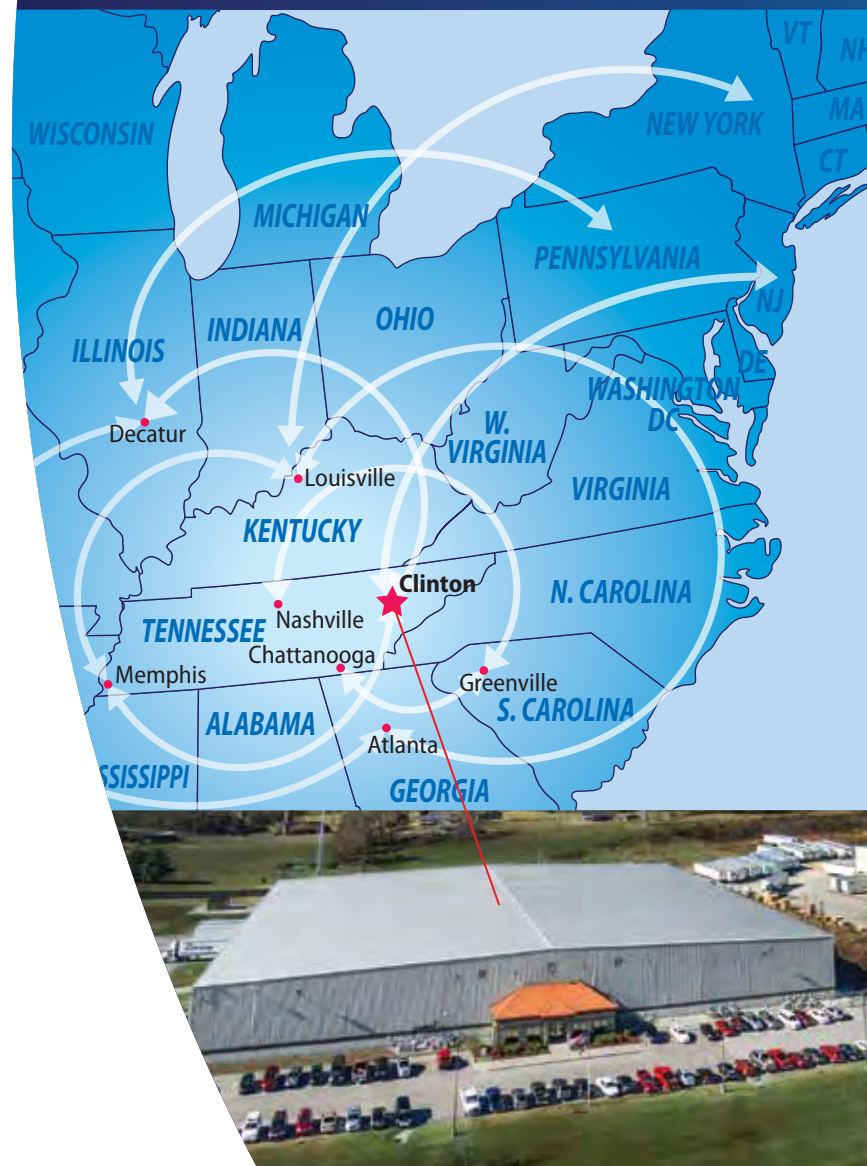 VT
NH
WISCONSIN
NEW YORK
MA
CT
MICHIGAN
PENNSYLVANIA
NJ
INDIANA
OHIO
ILLINOIS
DE
WASHINGTON
DC
Decatur
W.
VIRGINIA
Louisville
VIRGINIA
KENTUCKY
Clinton
N. CAROLINA
Nashville
TENNESSEE
Chattanooga
Memphis
Greenville
S. CAROLINA
ALABAMA
Atlanta
SSISSIPPI
GEORGIA